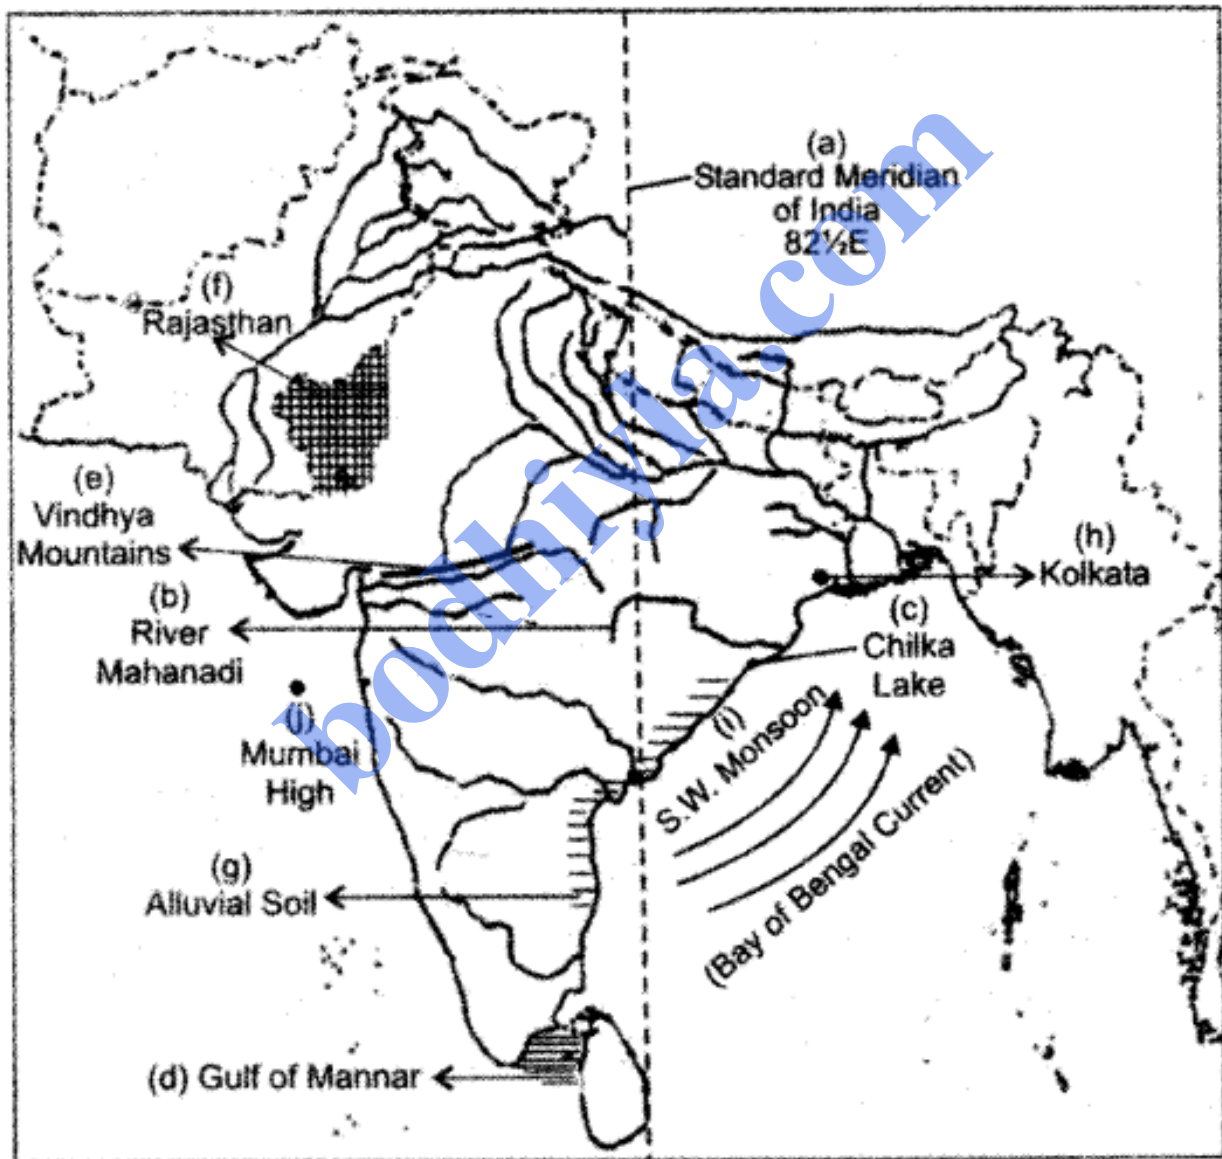 (a)
Standard Meridian
of India
82½E
(f)
Rajasthan
(e)
Vindhya
Mountains
(h)
Kolkata
(b)
River
Mahanadi
(c)
Chilka
Lake
(j)
Mumbai
High
(i)
S.W. Monsoon
(Bay of Bengal Current)
(g)
Alluvial Soil
(d) Gulf of Mannar
bodhiyla.com